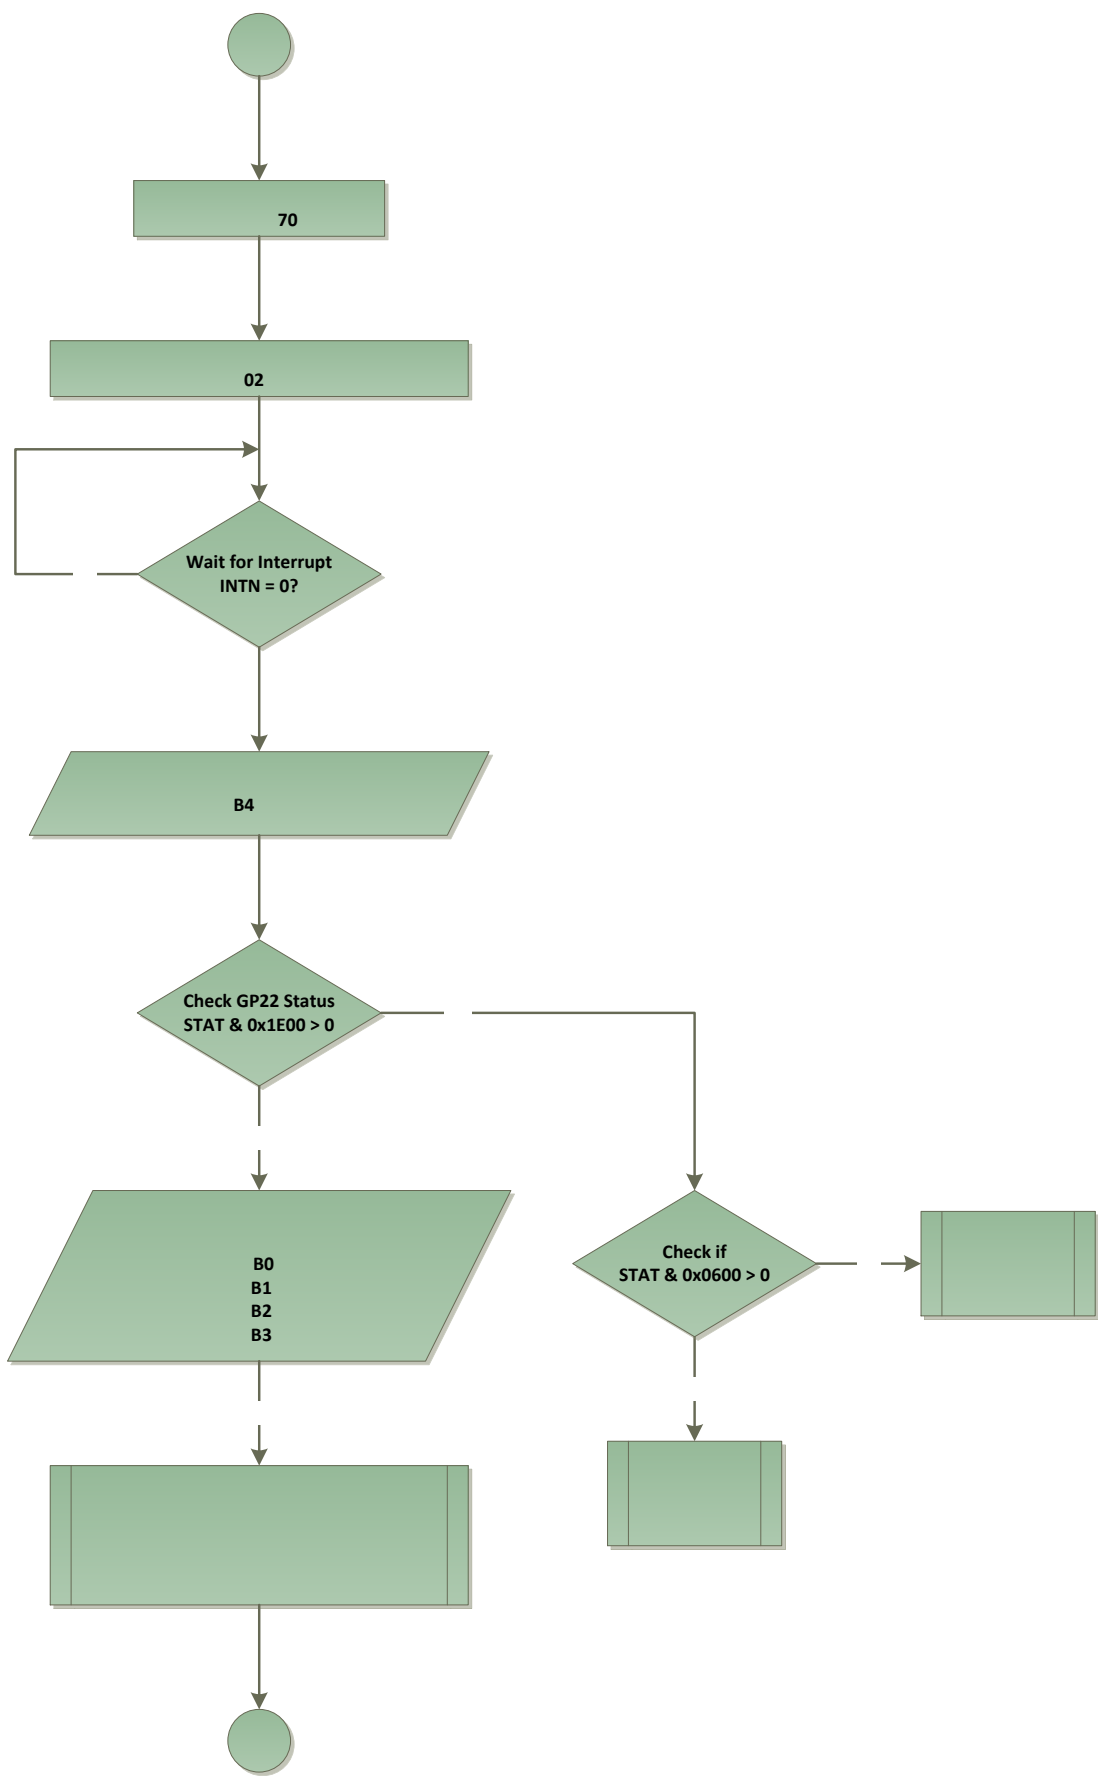 70
02
Wait for Interrupt
INTN = 0?
B4
Check GP22 Status
STAT & 0x1E00 > 0
B0
B1
B2
B3
Check if
STAT & 0x0600 > 0